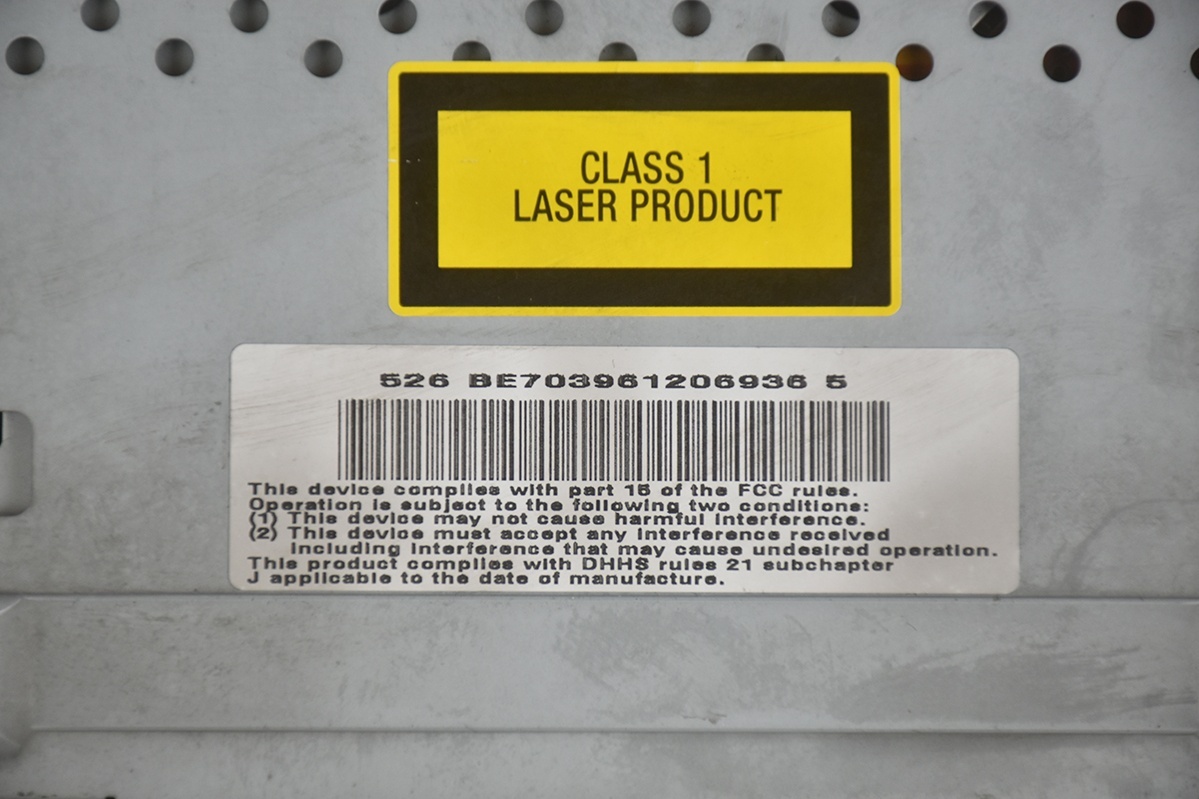 CLASS 1
LASER PRODUCT
526 BE703961206936 5
This device complies with part 15 of the FCC rules.
Operation is subject to the following two conditions:
(1) This device may not cause harmful interference.
(2) This device must accept any interference received
including interference that may cause undesired operation.
This product complies with DHHS rules 21 subchapter
J applicable to the date of manufacture.